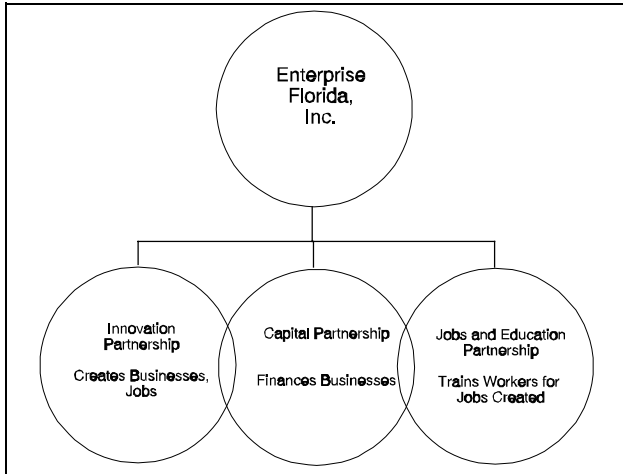 Enterprise
Florida,
Inc.
Innovation
Partnership
Creates Businesses,
Jobs
Capital Partnership
Finances Businesses
Jobs and Education
Partnership
Trains Workers for
Jobs Created